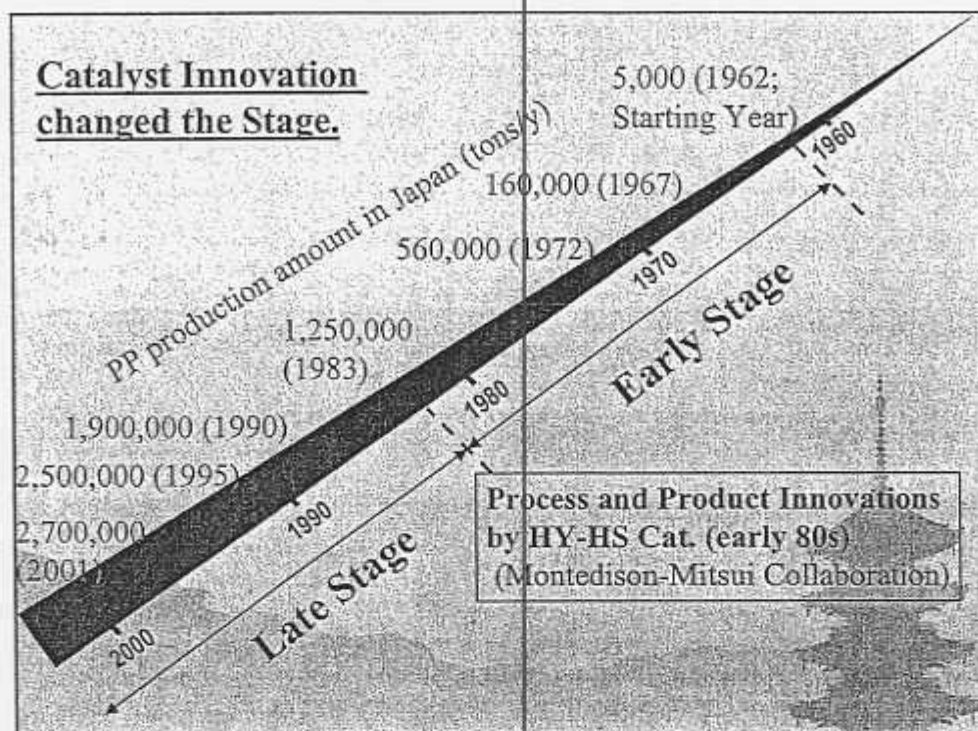 Catalyst Innovation
changed the Stage.
PP production amount in Japan (tons/y)
5,000 (1962;
Starting Year)
160,000 (1967)
560,000 (1972)
1,250,000
(1983)
1,900,000 (1990)
2,500,000 (1995)
2,700,000
(2001)
1960
1970
1980
1990
2000
Early Stage
Late Stage
Process and Product Innovations
by HY-HS Cat. (early 80s)
(Montedison-Mitsui Collaboration)